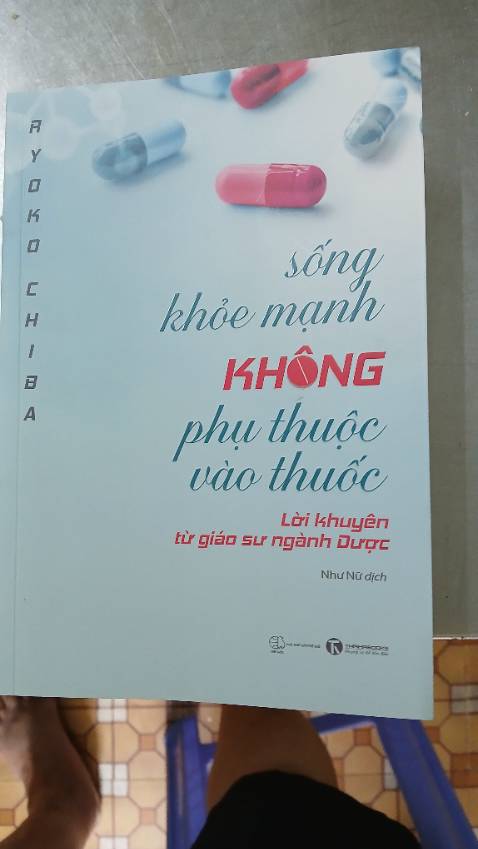 RYOKO CHIBA
sống
khỏe mạnh
KHÔNG
phụ thuộc
vào thuốc
Lời khuyên
từ giáo sư ngành Dược
Như Nữ dịch
THAIHABOOKS